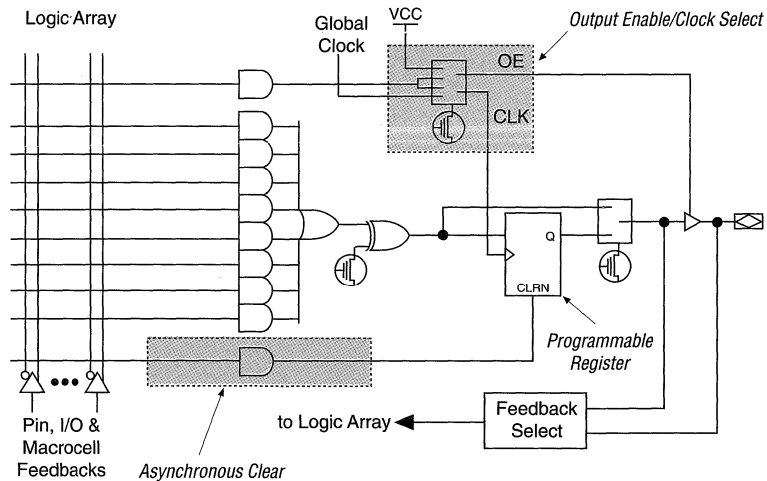 Logic Array
Global
Clock
VCC
Output Enable/Clock Select
OE
CLK
Q
CLRN
Programmable
Register
Feedback
Select
to Logic Array
Pin, I/O &
Macrocell
Feedbacks
Asynchronous Clear